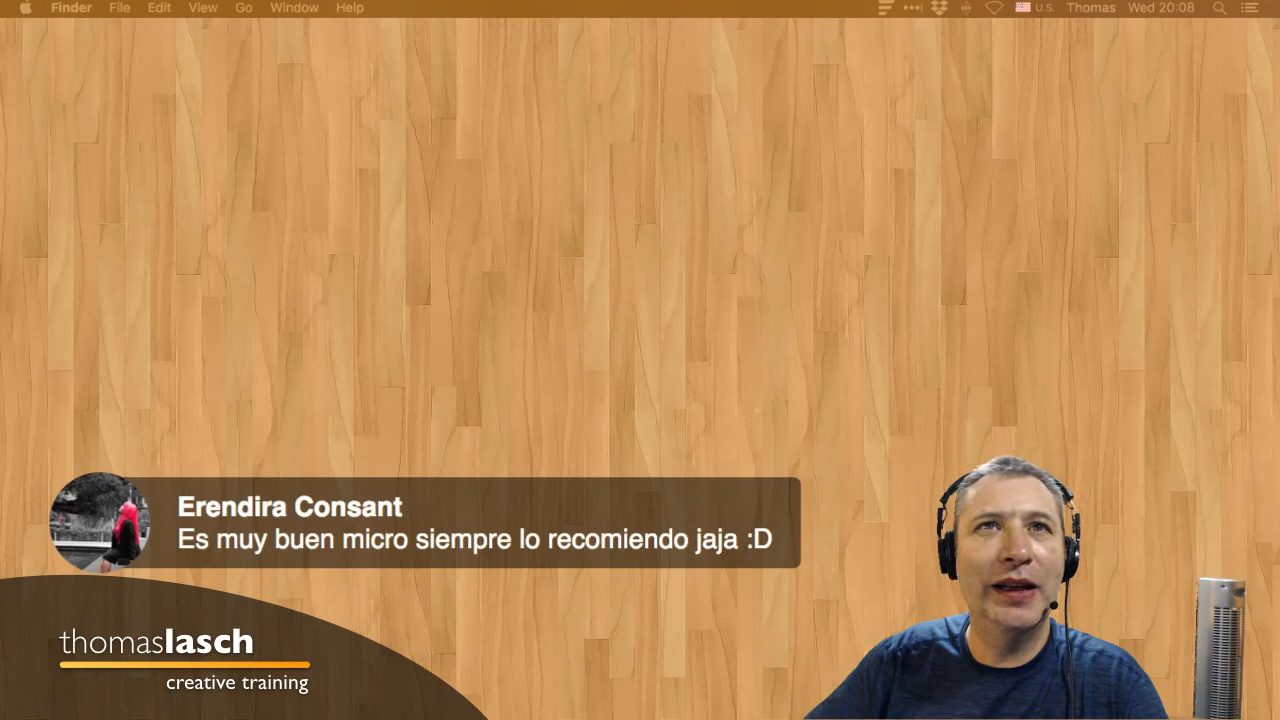 Finder File Edit View Go Window Help U.S. Thomas Wed 20:08
Erendira Consant
Es muy buen micro siempre lo recomiendo jaja :D
thomaslasch
creative training